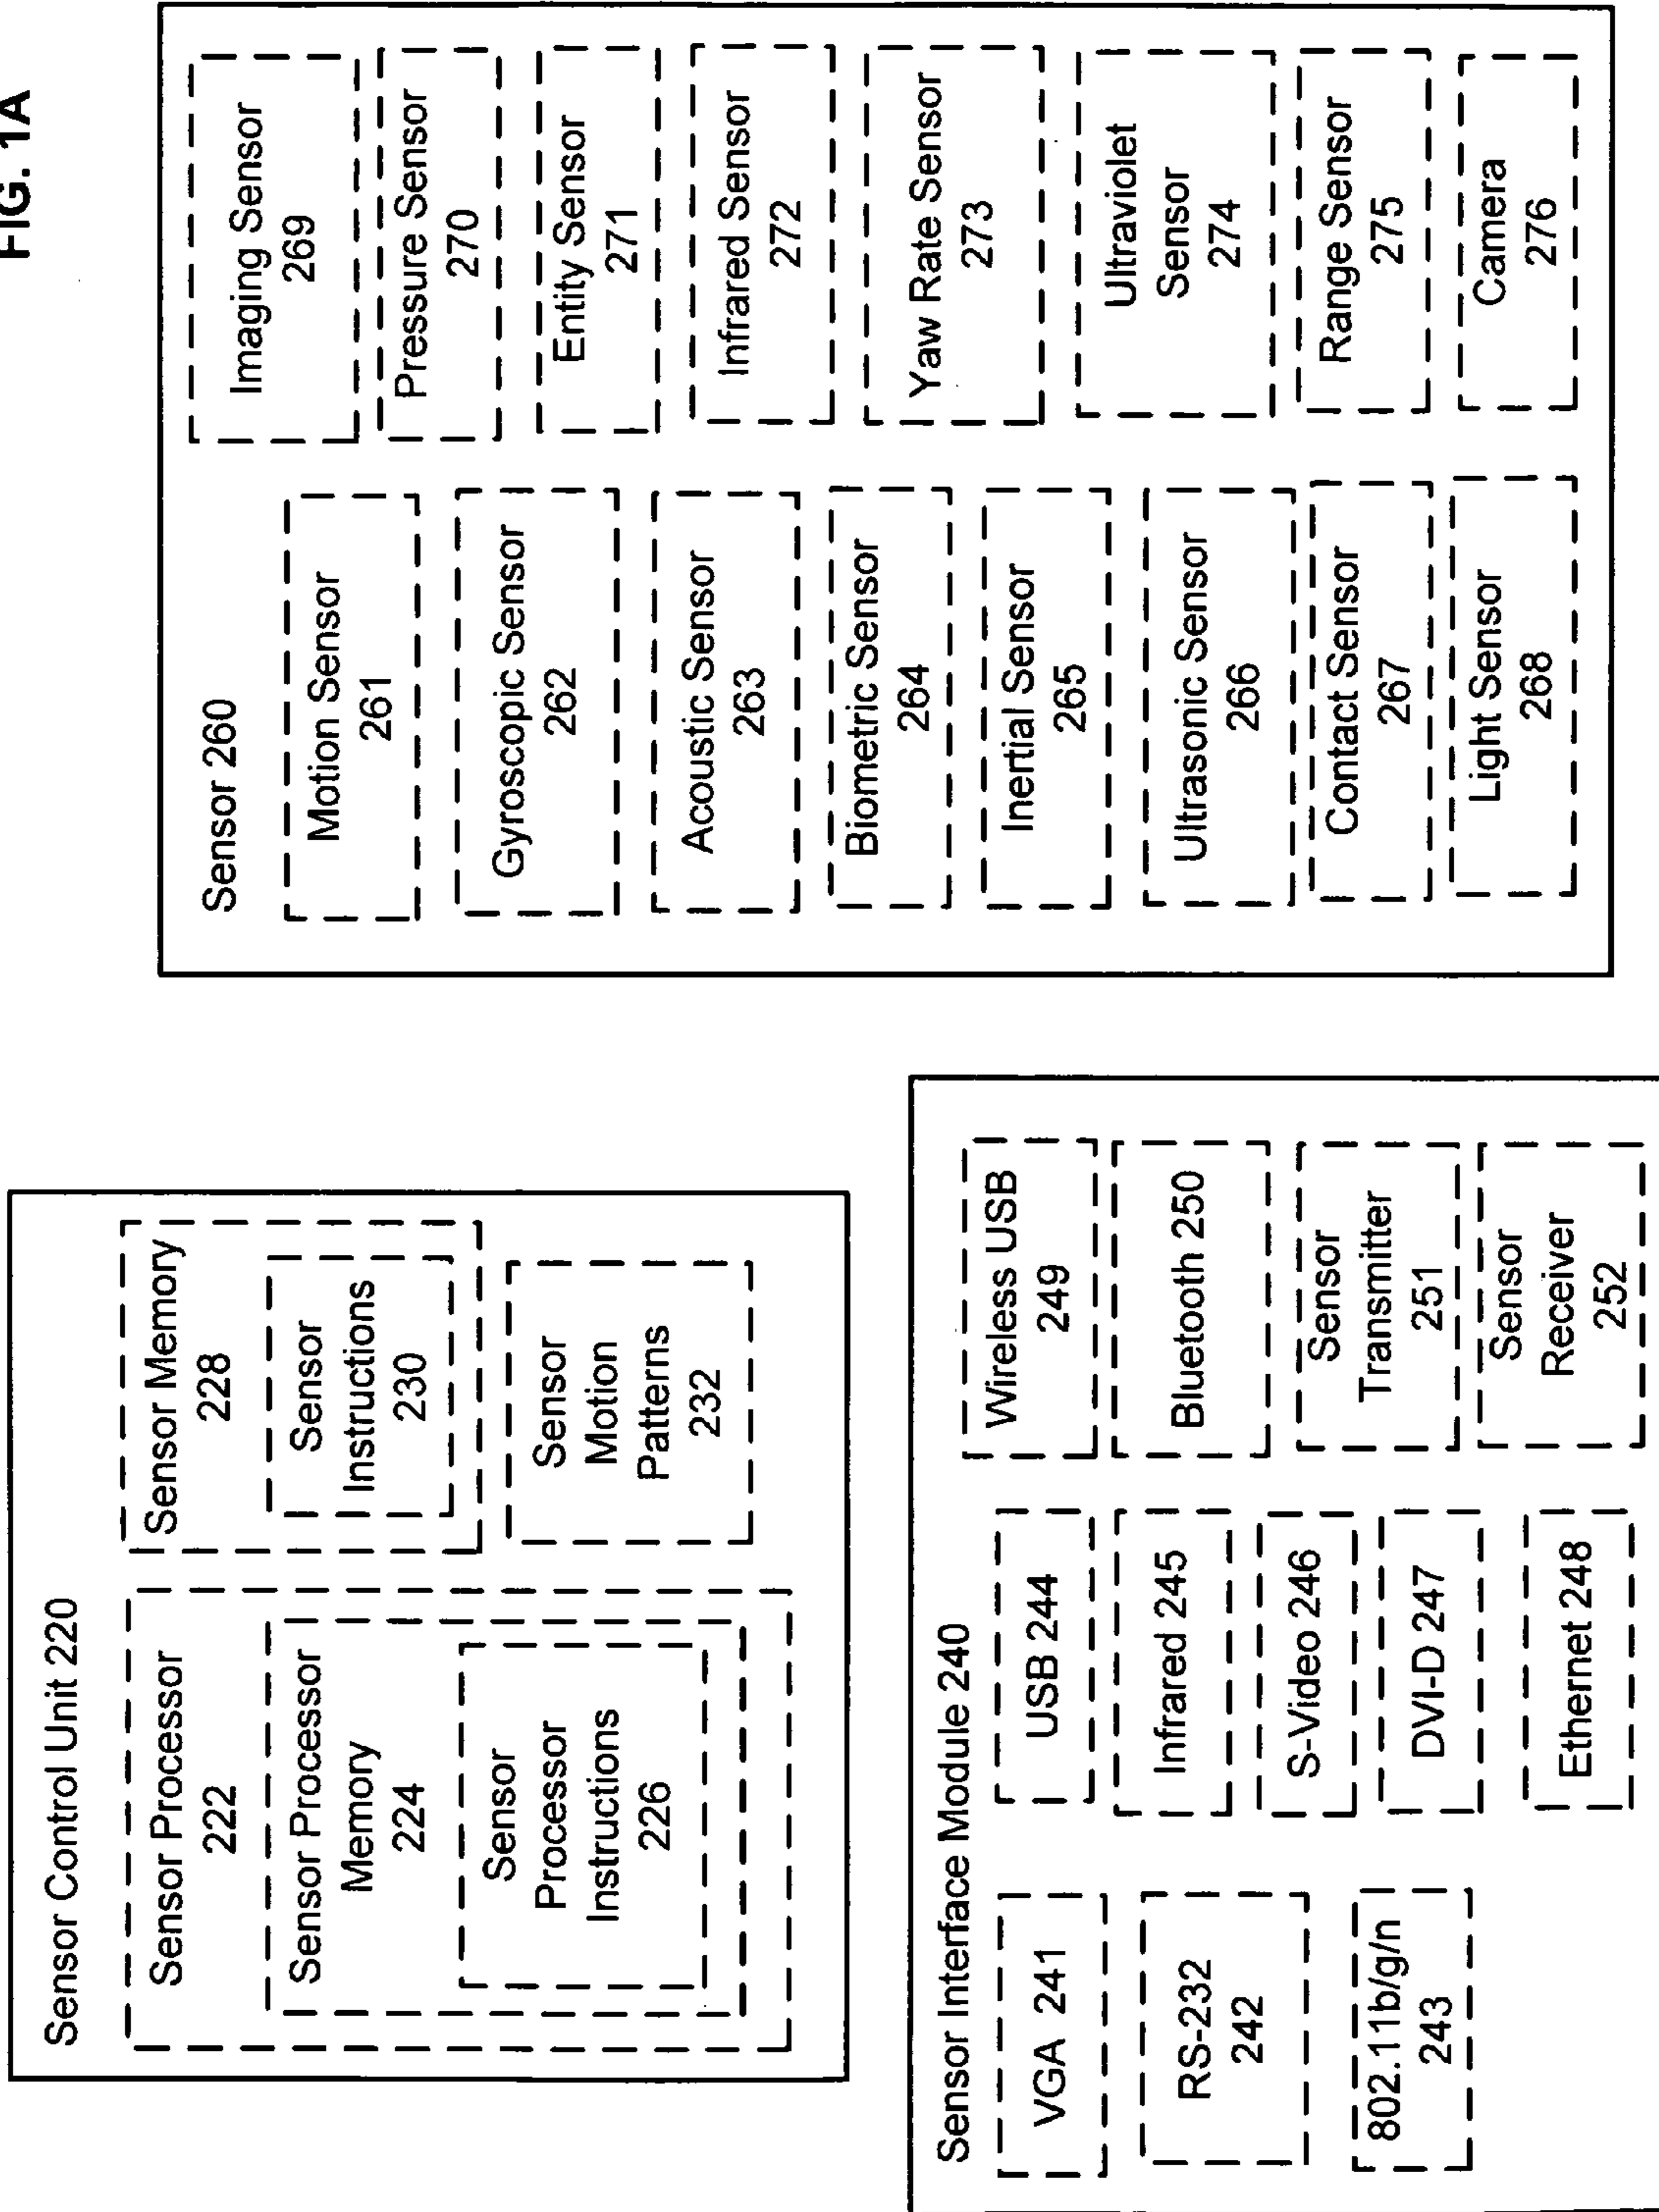 FIG. 1A
Sensor Control Unit 220
Sensor Processor
222
Sensor Processor
Memory
224
Sensor
Processor
Instructions
226
Sensor Memory
228
Sensor
Instructions
230
Sensor
Motion
Patterns
232
Sensor Interface Module 240
VGA 241
RS-232
242
802.11b/g/n
243
USB 244
Infrared 245
S-Video 246
DVI-D 247
Ethernet 248
Wireless USB
249
Bluetooth 250
Sensor
Transmitter
251
Sensor
Receiver
252
Sensor 260
Motion Sensor
261
Gyroscopic Sensor
262
Acoustic Sensor
263
Biometric Sensor
264
Inertial Sensor
265
Ultrasonic Sensor
266
Contact Sensor
267
Light Sensor
268
Imaging Sensor
269
Pressure Sensor
270
Entity Sensor
271
Infrared Sensor
272
Yaw Rate Sensor
273
Ultraviolet
Sensor
274
Range Sensor
275
Camera
276